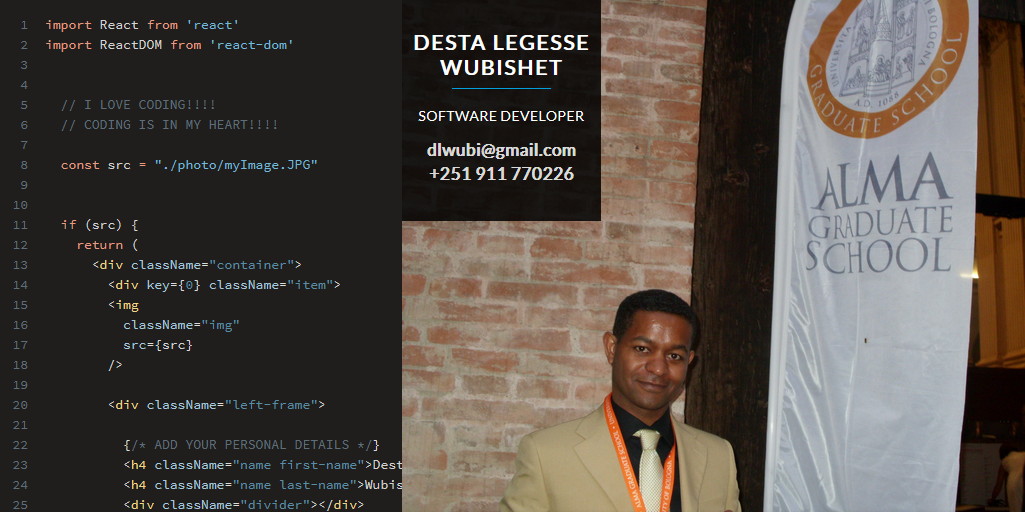 1 import React from 'react'
2 import ReactDOM from 'react-dom'
3
4
5 // I LOVE CODING!!!!
6 // CODING IS IN MY HEART!!!!
7
8 const src = "./photo/myImage.JPG"
9
10
11 if (src) {
12 return (
13 <div className="container">
14 <div key={0} className="item">
15 <img
16 className="img"
17 src={src}
18 />
19
20 <div className="left-frame">
21
22 {/* ADD YOUR PERSONAL DETAILS */}
23 <h4 className="name first-name">Dest
24 <h4 className="name last-name">Wubis
25 <div className="divider"></div>
DESTA LEGESSE
WUBISHET
SOFTWARE DEVELOPER
dlwubi@gmail.com
+251 911 770226
BOLOGNA
A.D. 1088
GRADUATE SCHOOL
ALMA
GRADUATE
SCHOOL
ALMA GRADUATE SCHOOL
OF BOLOGNA